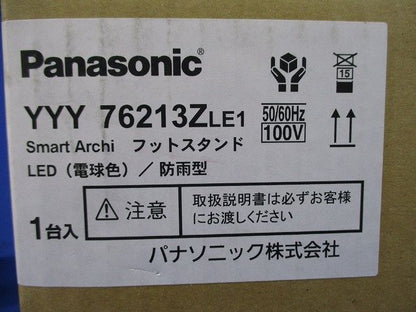 Panasonic®
YYY 76213ZLE1
Smart Archi フットスタンド
LED（電球色）／防雨型
1台入
50/60Hz
100V
15
⚠ 注意
取扱説明書は必ずお客様
にお渡しください
パナソニック株式会社